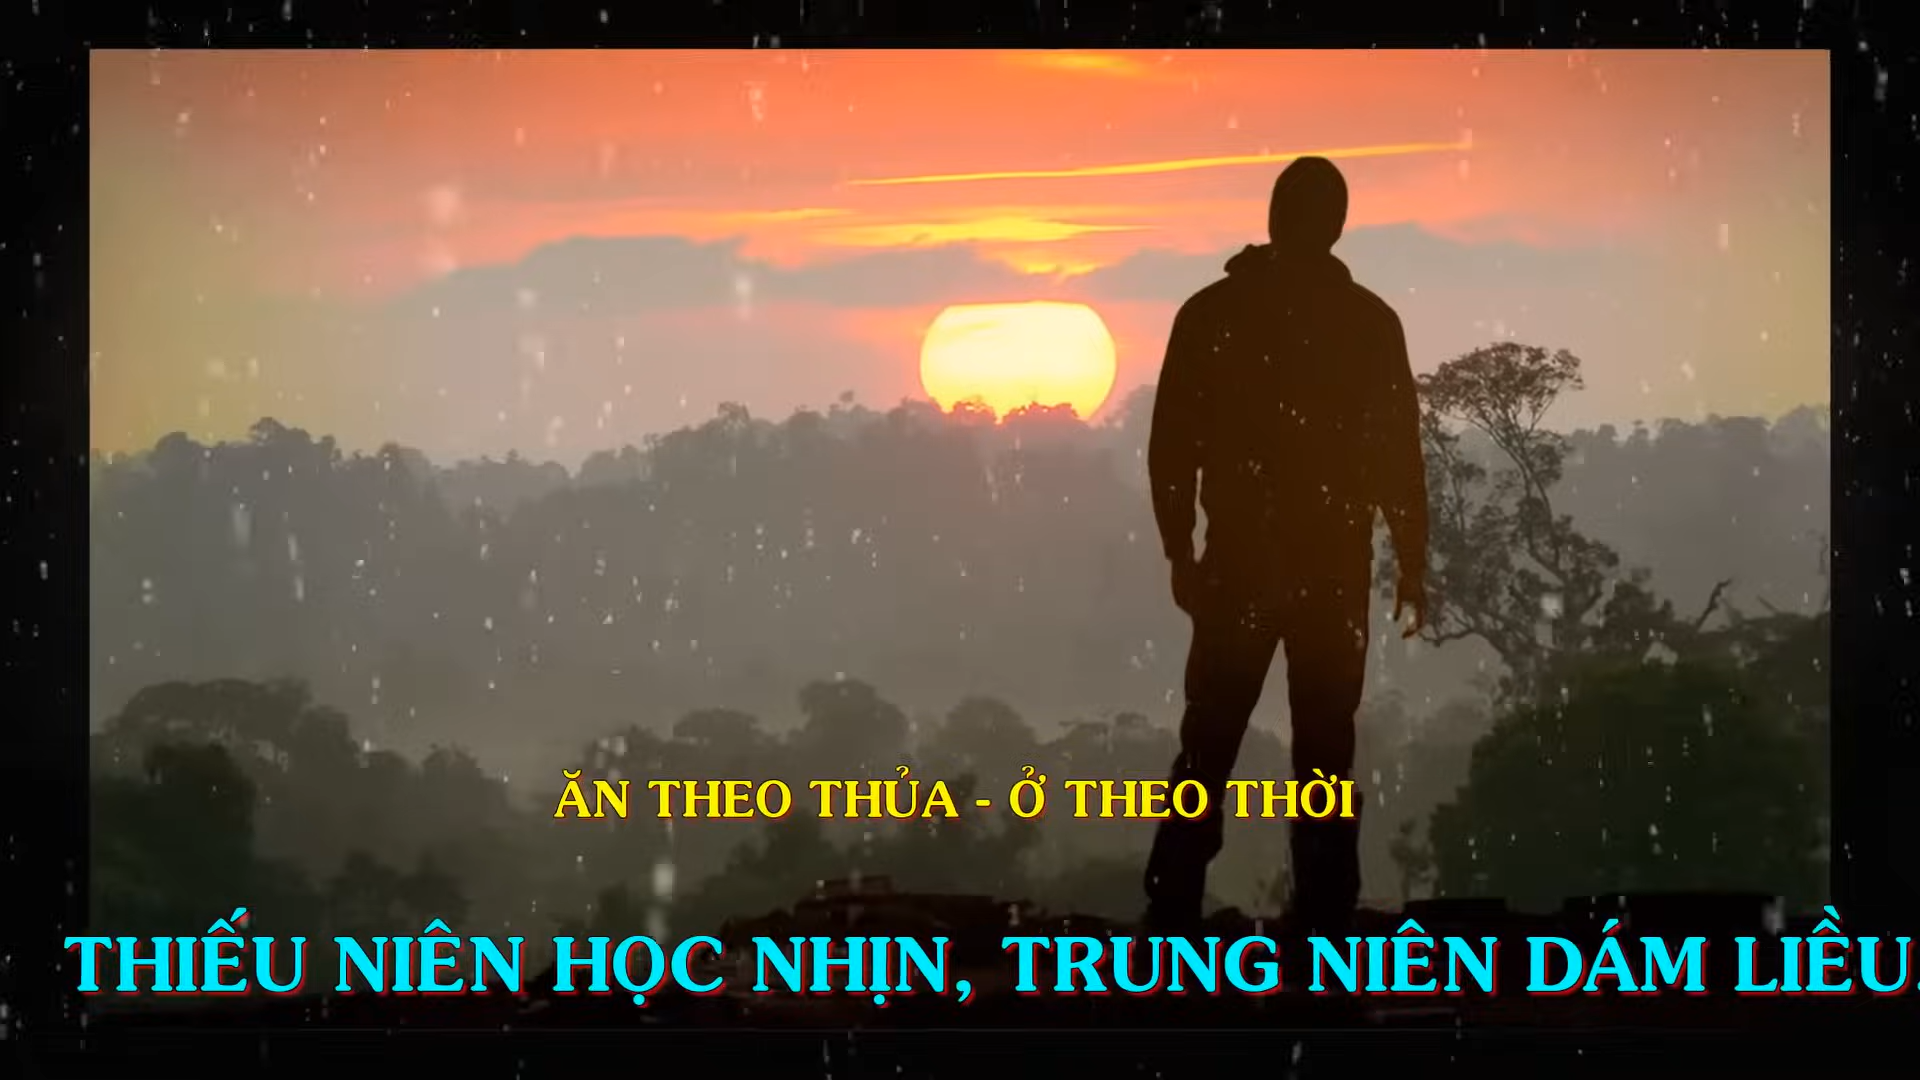 ĂN THEO THỦA - Ở THEO THỜI
THIẾU NIÊN HỌC NHỊN, TRUNG NIÊN DÁM LIỀU.